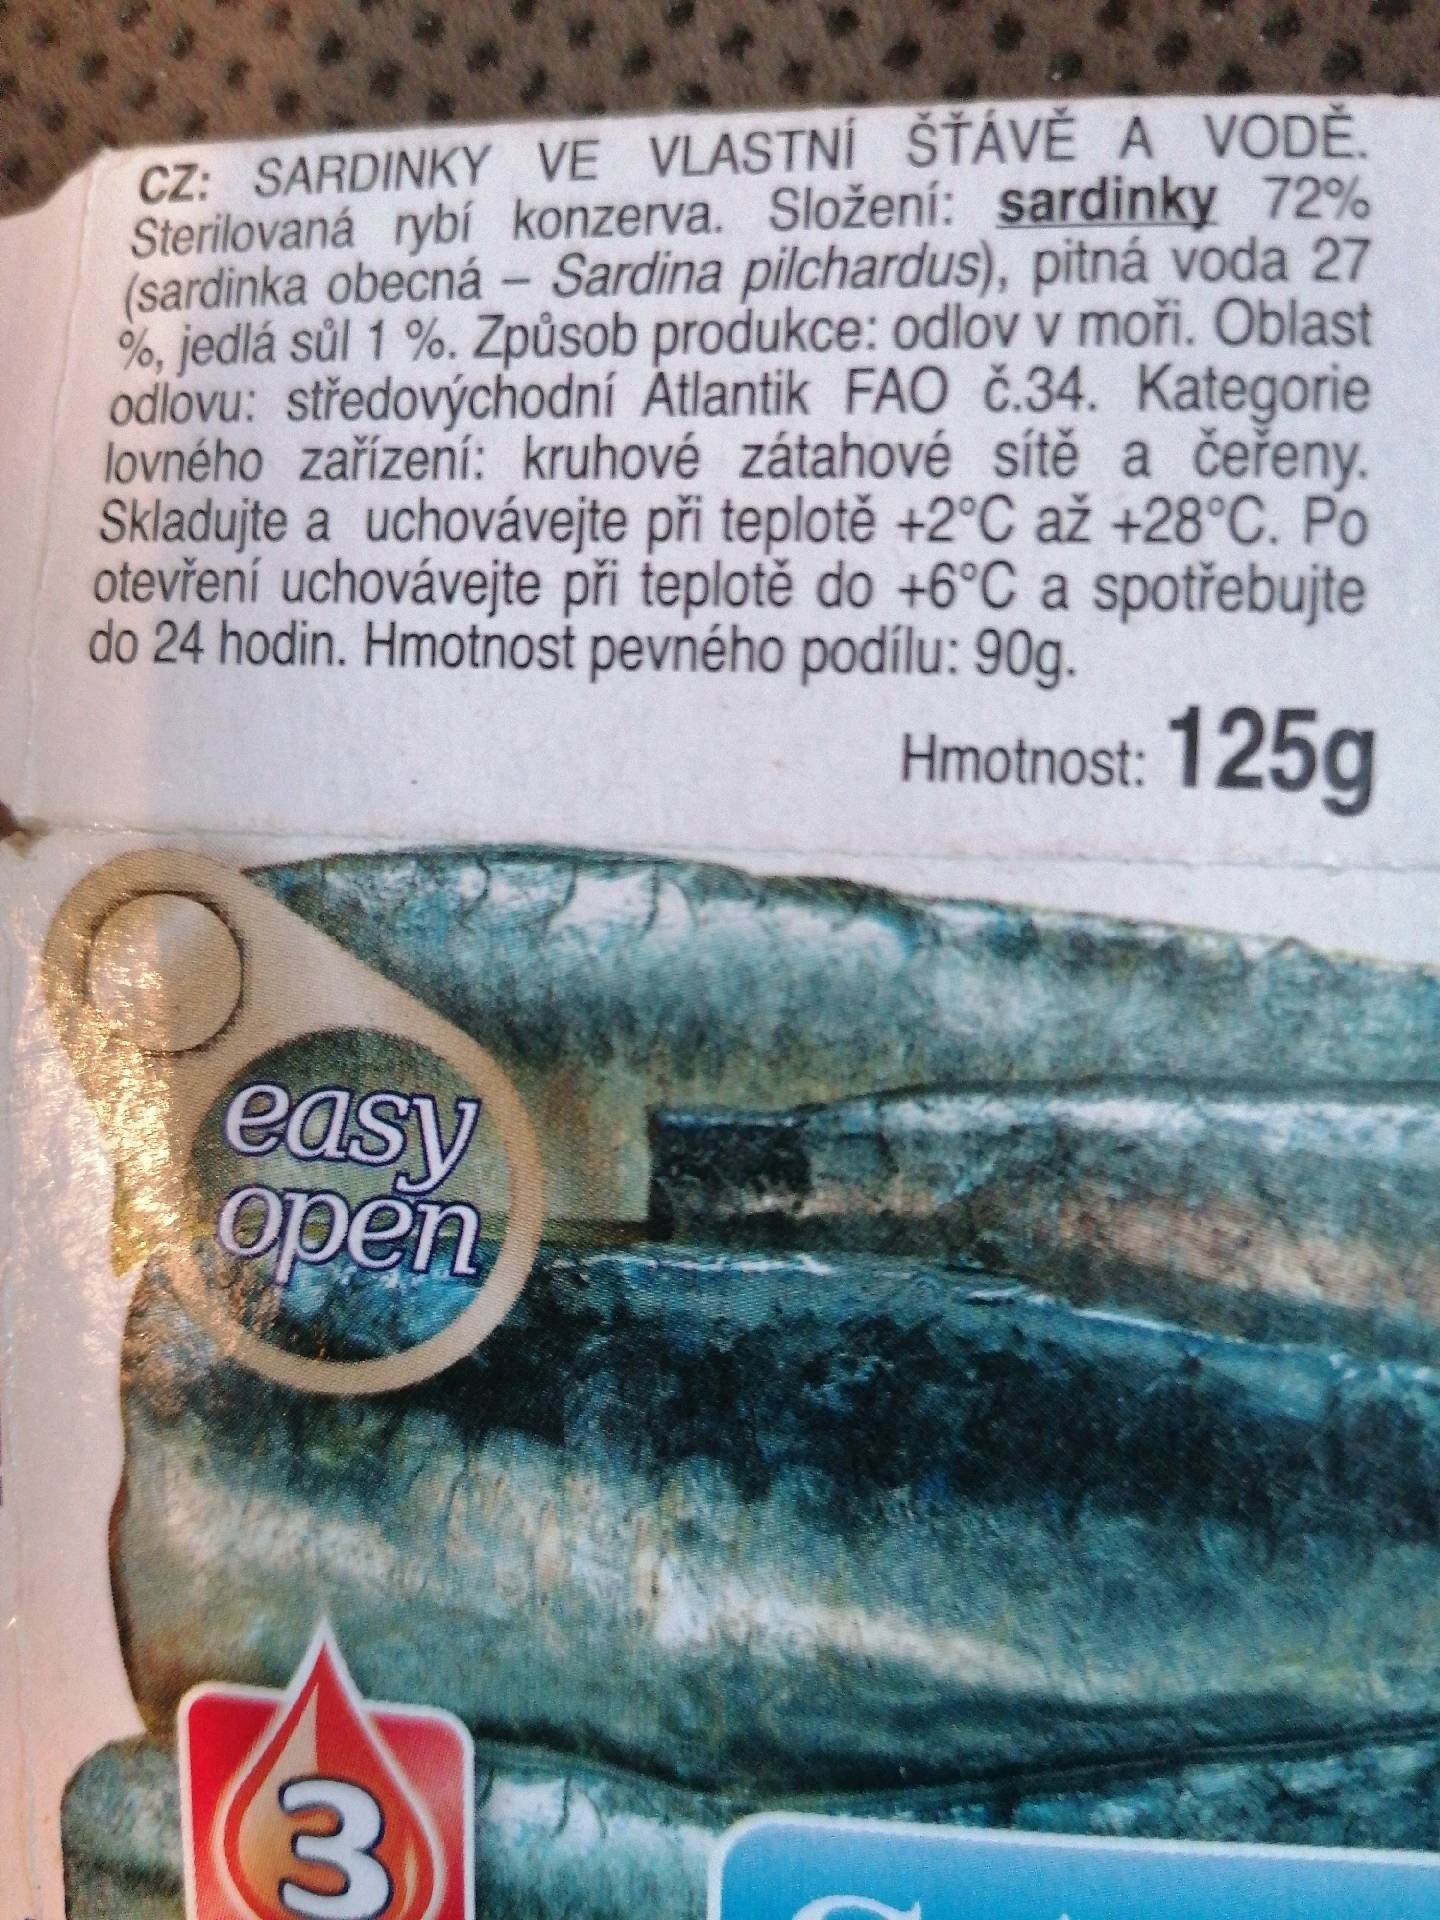 CZ: SARDINKY VE VLASTNÍ ŠŤÁVĚ A VODĚ.
Sterilovaná rybí konzerva. Složení: sardinky 72%
(sardinka obecná – Sardina pilchardus), pitná voda 27
%, jedlá sůl 1 %. Způsob produkce: odlov v moři. Oblast
odlovu: středovýchodní Atlantik FAO č.34. Kategorie
lovného zařízení: kruhové zátahové sítě a čeřeny.
Skladujte a uchovávejte při teplotě +2°C až +28°C. Po
otevření uchovávejte při teplotě do +6°C a spotřebujte
do 24 hodin. Hmotnost pevného podílu: 90g.
Hmotnost: 125g
easy
open
3